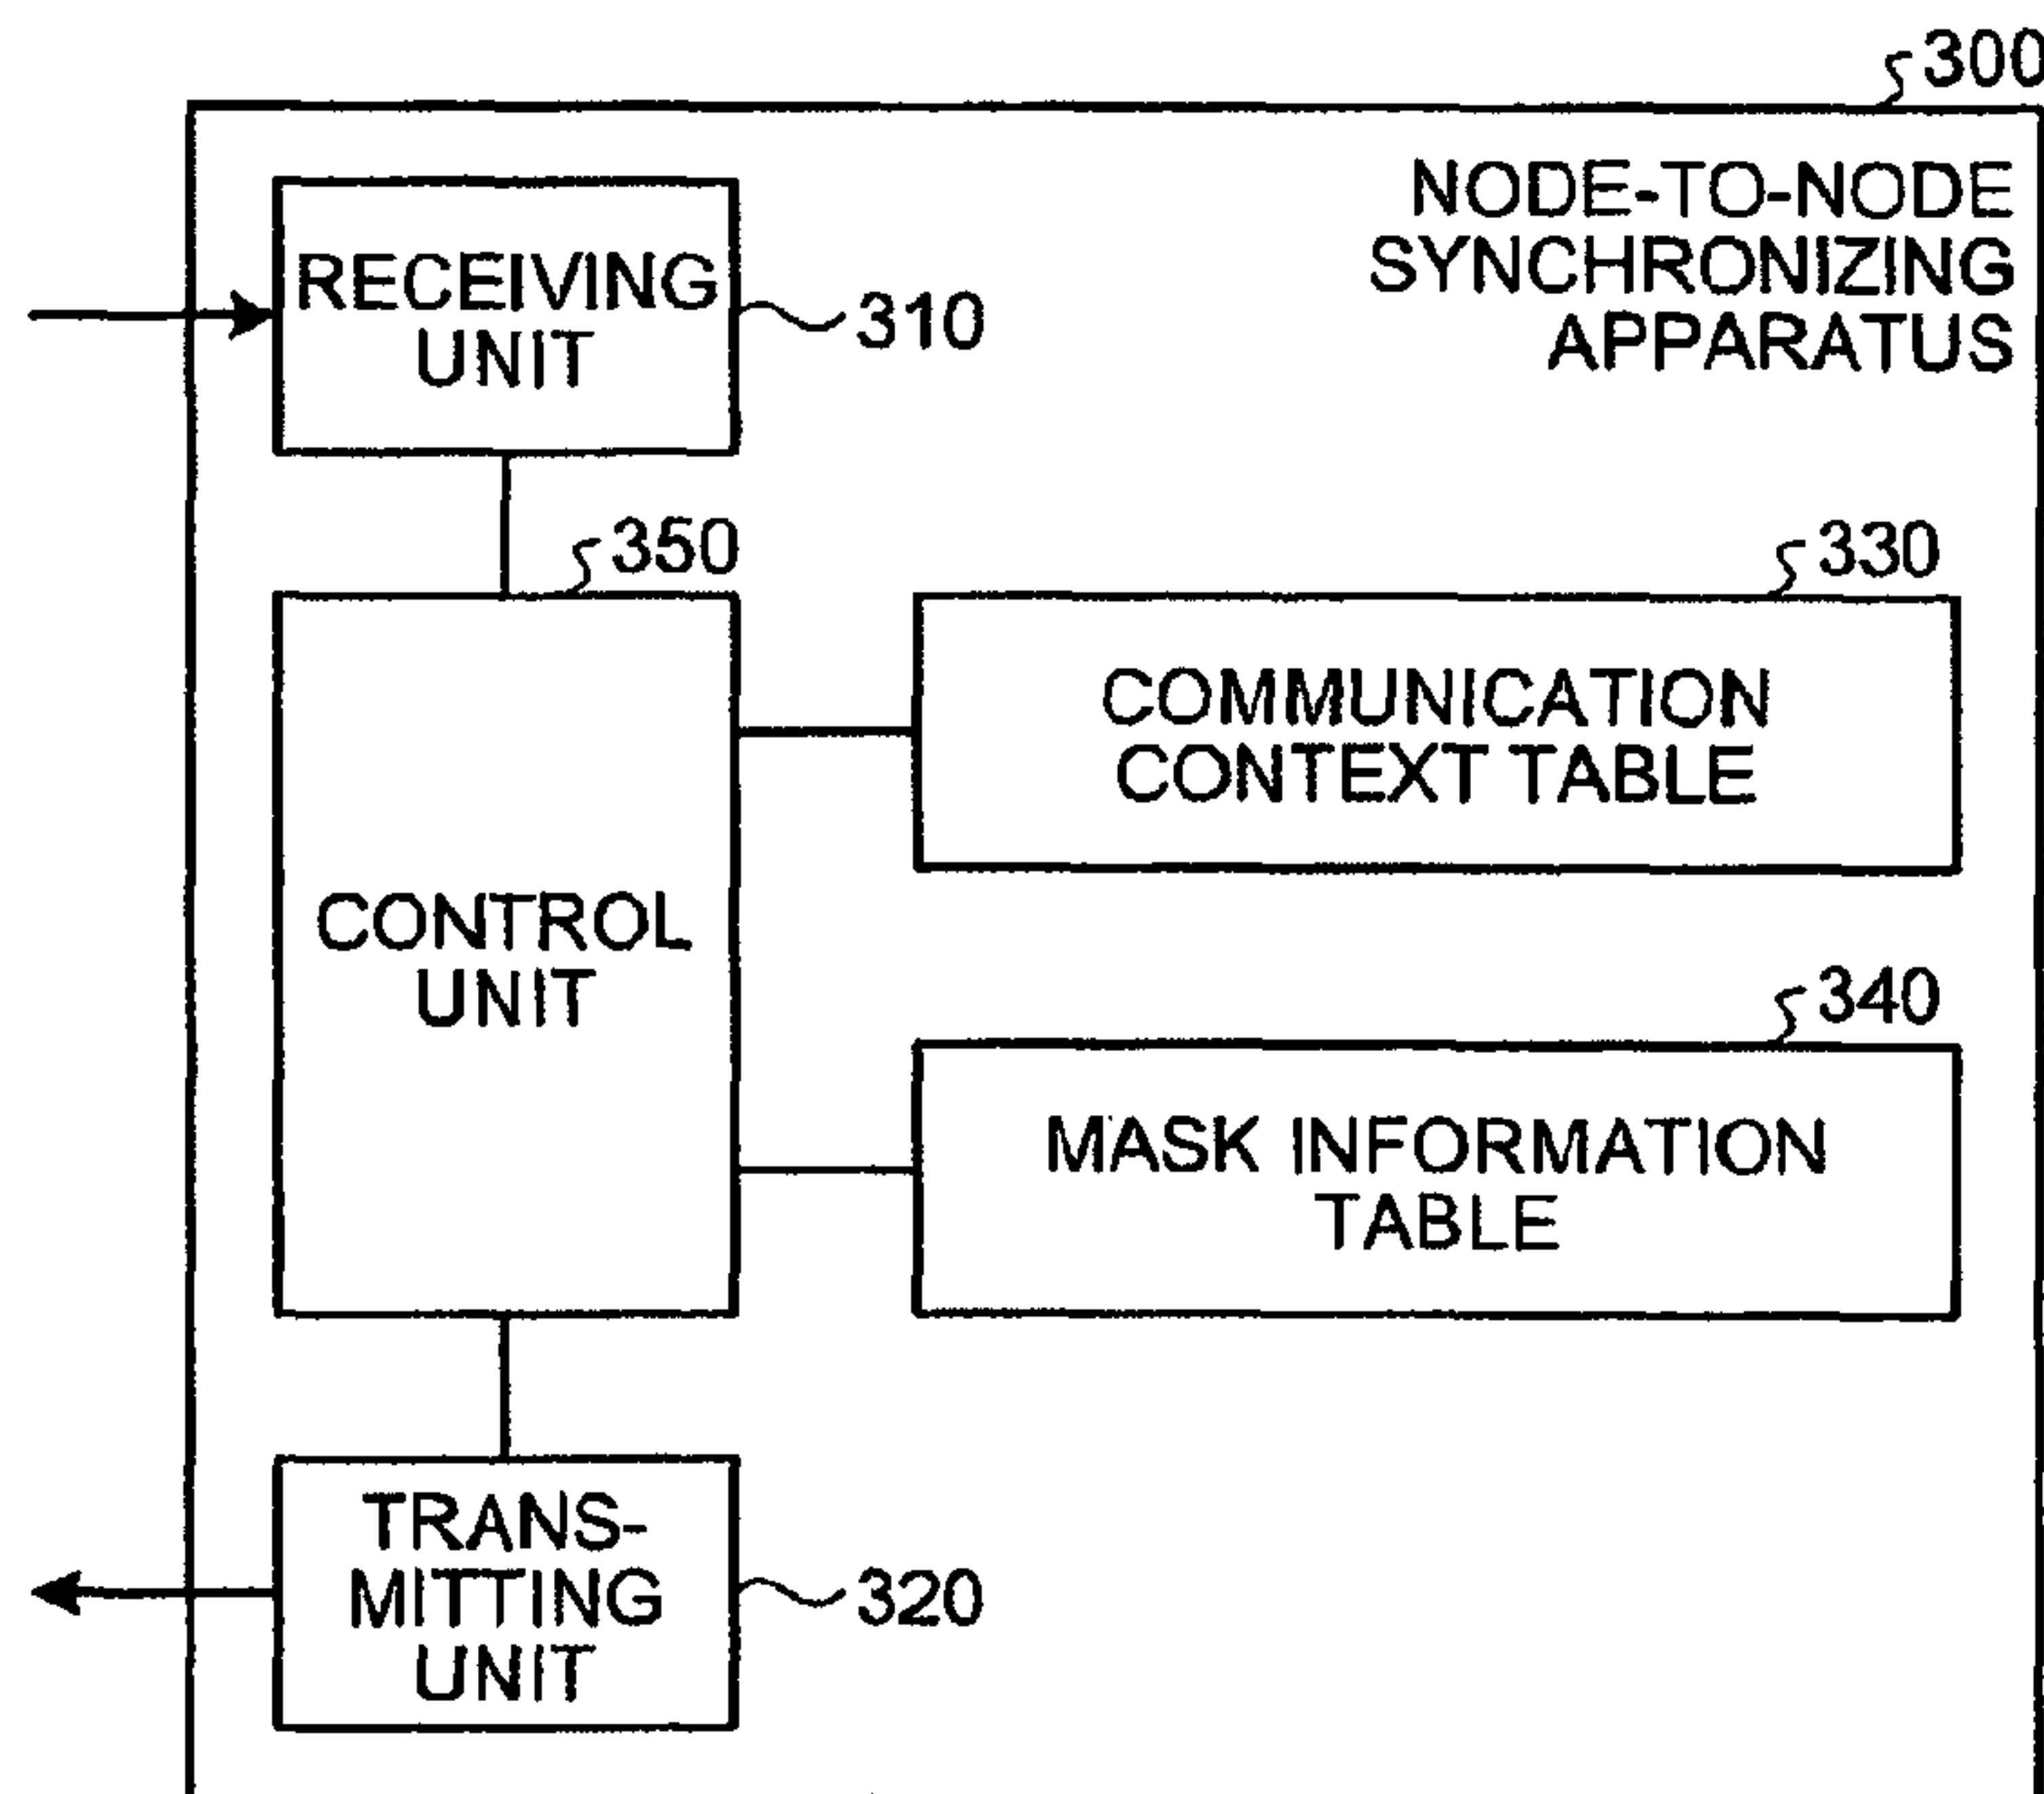 300
NODE-TO-NODE
SYNCHRONIZING
APPARATUS
RECEIVING
UNIT
310
350
330
COMMUNICATION
CONTEXT TABLE
CONTROL
UNIT
340
MASK INFORMATION
TABLE
TRANS-
MITTING
UNIT
320